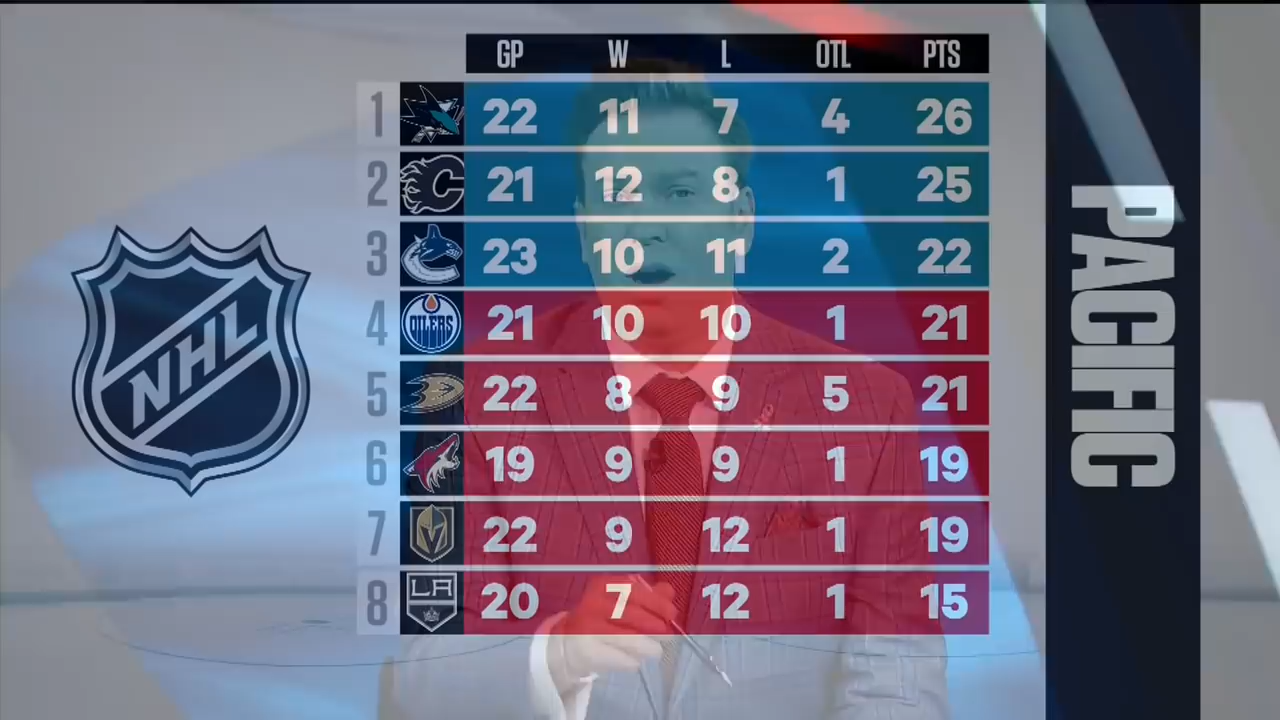 GP W L OTL PTS
1 22 11 7 4 26
2 C 21 12 8 1 25
3 23 10 11 2 22
4 OILERS 21 10 10 1 21
5 22 8 9 5 21
6 19 9 9 1 19
7 22 9 12 1 19
8 LA 20 7 12 1 15
NHL
PACIFIC